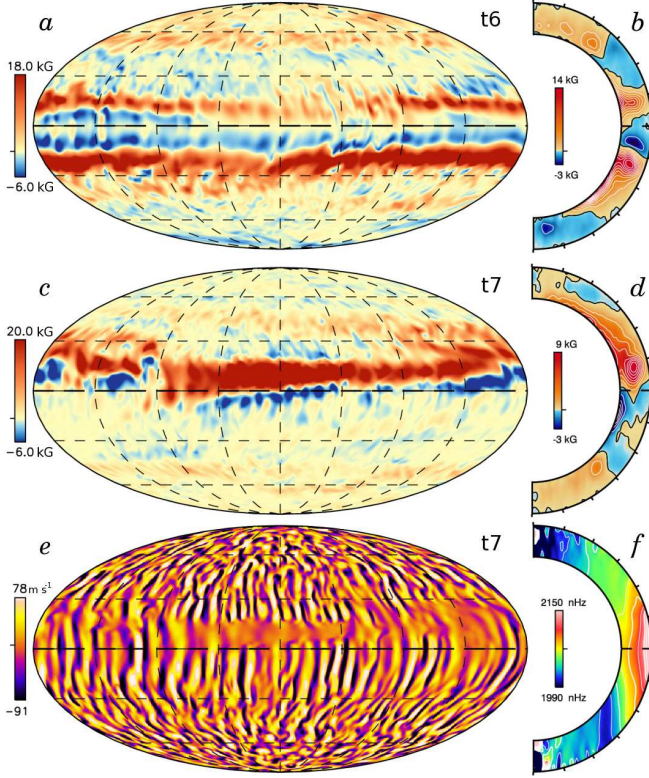 a
t6
b
18.0 kG
−6.0 kG
14 kG
-3 kG
c
t7
d
20.0 kG
−6.0 kG
9 kG
-3 kG
e
t7
f
78 m s⁻¹
−91
2150 nHz
1990 nHz